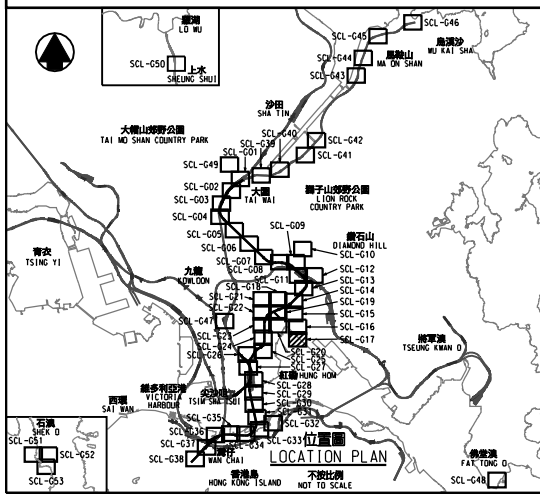 羅湖
LO WU
SCL-G50
上水
SHEUNG SHUI
SCL-G46
SCL-G45
烏溪沙
WU KAI SHA
SCL-G44
馬鞍山
MA ON SHAN
SCL-G43
沙田
SHA TIN
大帽山郊野公園
TAI MO SHAN COUNTRY PARK
SCL-G40
SCL-G39
SCL-G01
SCL-G42
SCL-G41
SCL-G49
SCL-G02
大圍
TAI WAI
獅子山郊野公園
LION ROCK
COUNTRY PARK
SCL-G03
SCL-G04
SCL-G05
SCL-G06
SCL-G07
SCL-G08
SCL-G09
鑽石山
DIAMOND HILL
SCL-G10
SCL-G11
SCL-G12
SCL-G13
SCL-G14
SCL-G19
SCL-G15
SCL-G16
SCL-G17
青衣
TSING YI
九龍
KOWLOON
SCL-G18
SCL-G21
SCL-G22
SCL-G47
SCL-G23
SCL-G24
SCL-G26
SCL-G20
SCL-G25
SCL-G27
將軍澳
TSEUNG KWAN O
紅磡 HUNG HOM
SCL-G28
SCL-G29
SCL-G30
SCL-G31
SCL-G32
SCL-G33
SCL-G34
SCL-G35
SCL-G36
SCL-G37
SCL-G38
維多利亞港
VICTORIA
HARBOUR
尖沙咀
TSIM SHA TSUI
西環
SAI WAN
灣仔
WAN CHAI
香港島
HONG KONG ISLAND
石澳
SHEK O
SCL-G51
SCL-G52
SCL-G53
位置圖
LOCATION PLAN
不按比例
NOT TO SCALE
佛堂澳
FAT TONG O
SCL-G48